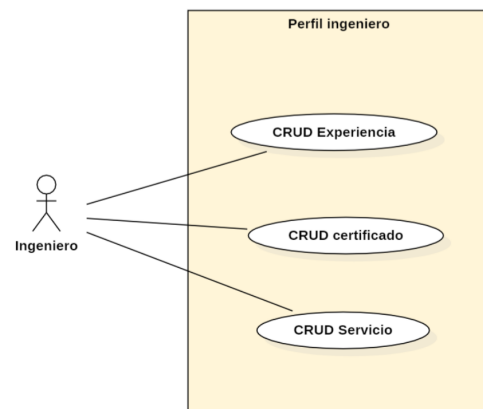 Perfil ingeniero
CRUD Experiencia
CRUD certificado
Ingeniero
CRUD Servicio